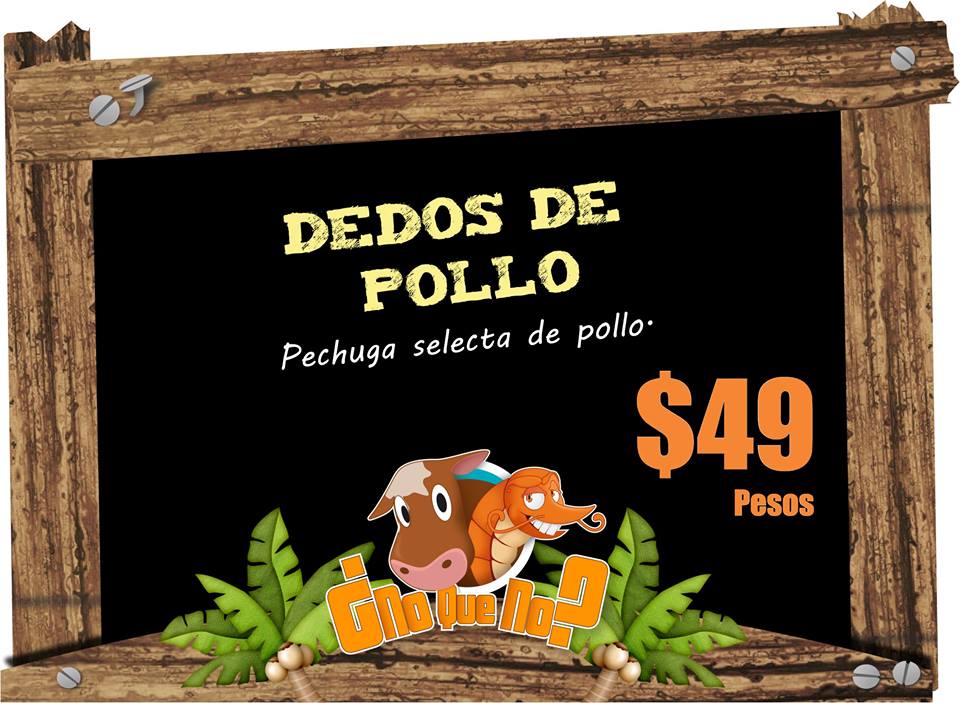 DEDOS DE
POLLO
Pechuga selecta de pollo.
$49
Pesos
¿No Que No?